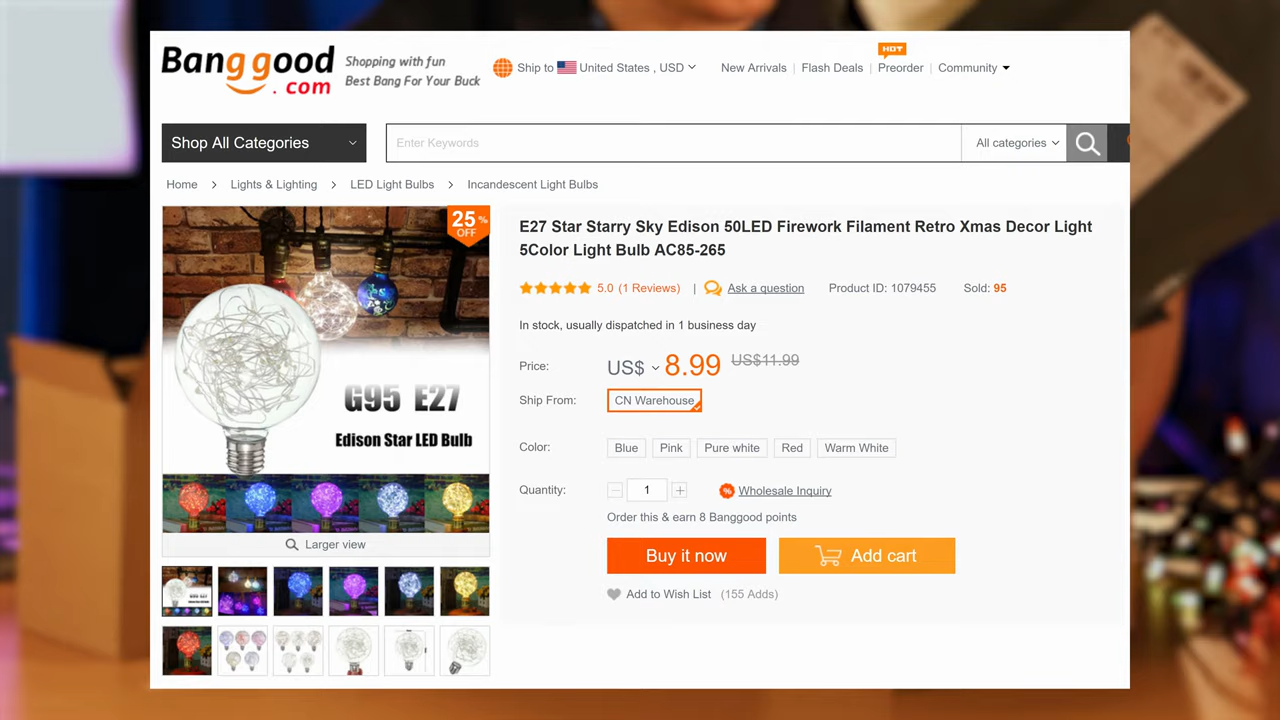 Banggood
.com
Shopping with fun
Best Bang For Your Buck
Ship to United States , USD
New Arrivals | Flash Deals | Preorder | Community
HOT
Shop All Categories
Enter Keywords
All categories
Home > Lights & Lighting > LED Light Bulbs > Incandescent Light Bulbs
25%
OFF
G95 E27
Edison Star LED Bulb
Larger view
E27 Star Starry Sky Edison 50LED Firework Filament Retro Xmas Decor Light
5Color Light Bulb AC85-265
5.0 (1 Reviews) | Ask a question Product ID: 1079455 Sold: 95
In stock, usually dispatched in 1 business day
Price: US$ 8.99 US$11.99
Ship From: CN Warehouse
Color: Blue Pink Pure white Red Warm White
Quantity: 1 Wholesale Inquiry
Order this & earn 8 Banggood points
Buy it now Add cart
Add to Wish List (155 Adds)